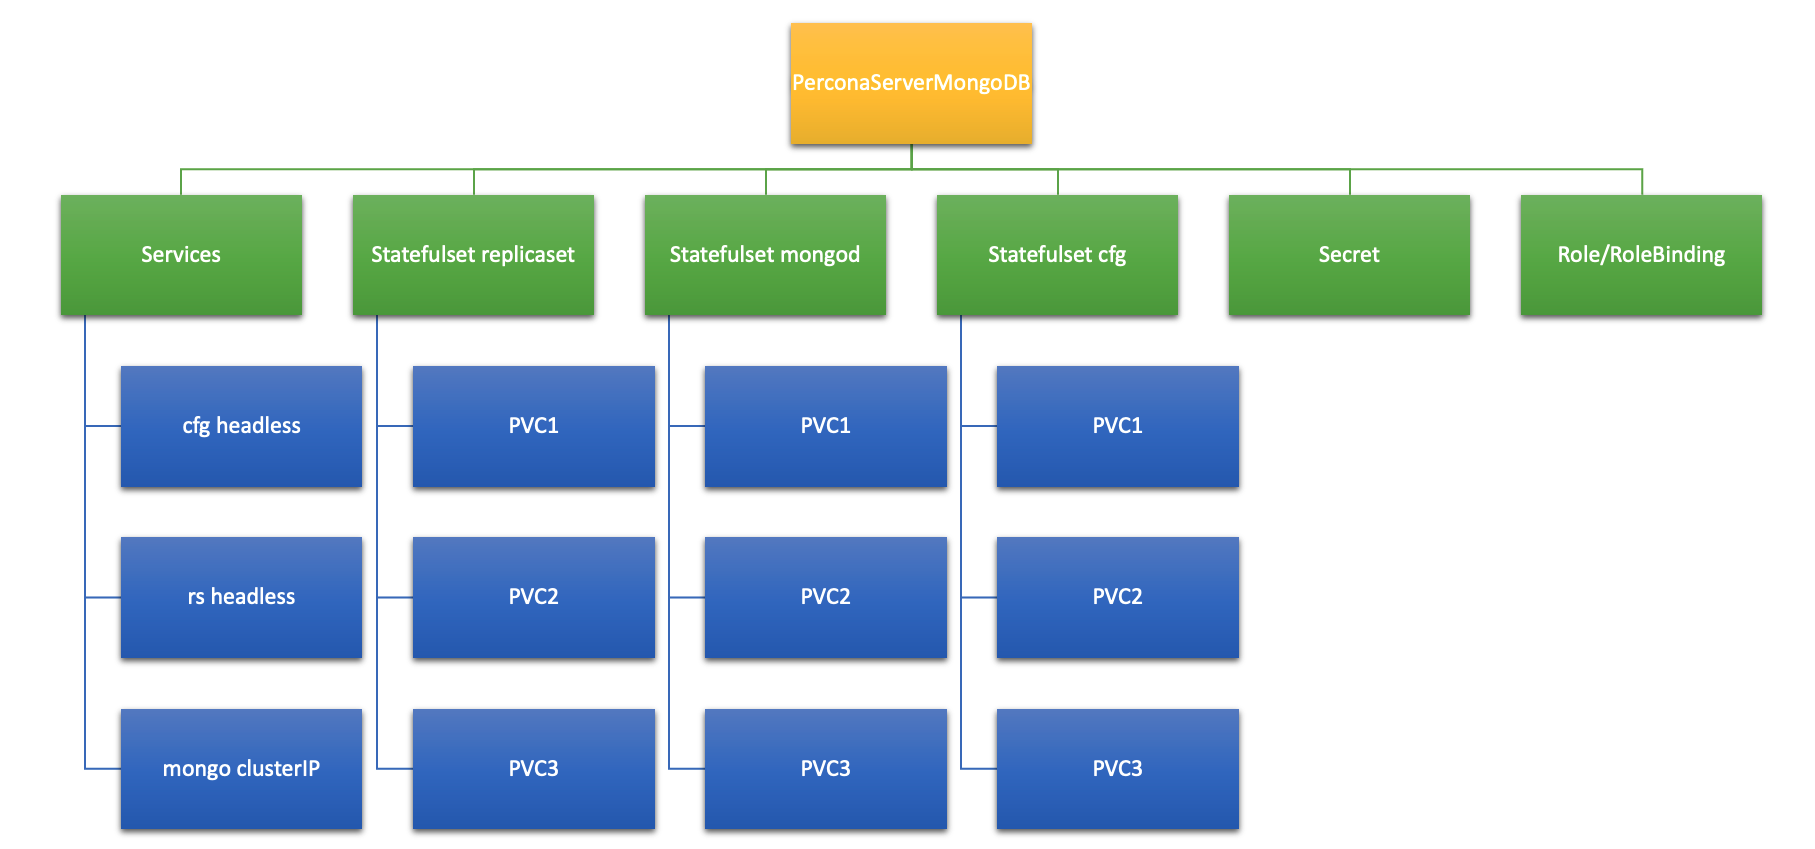 PerconaServerMongoDB
Services
Statefulset replicaset
Statefulset mongod
Statefulset cfg
Secret
Role/RoleBinding
cfg headless
PVC1
PVC1
PVC1
rs headless
PVC2
PVC2
PVC2
mongo clusterIP
PVC3
PVC3
PVC3